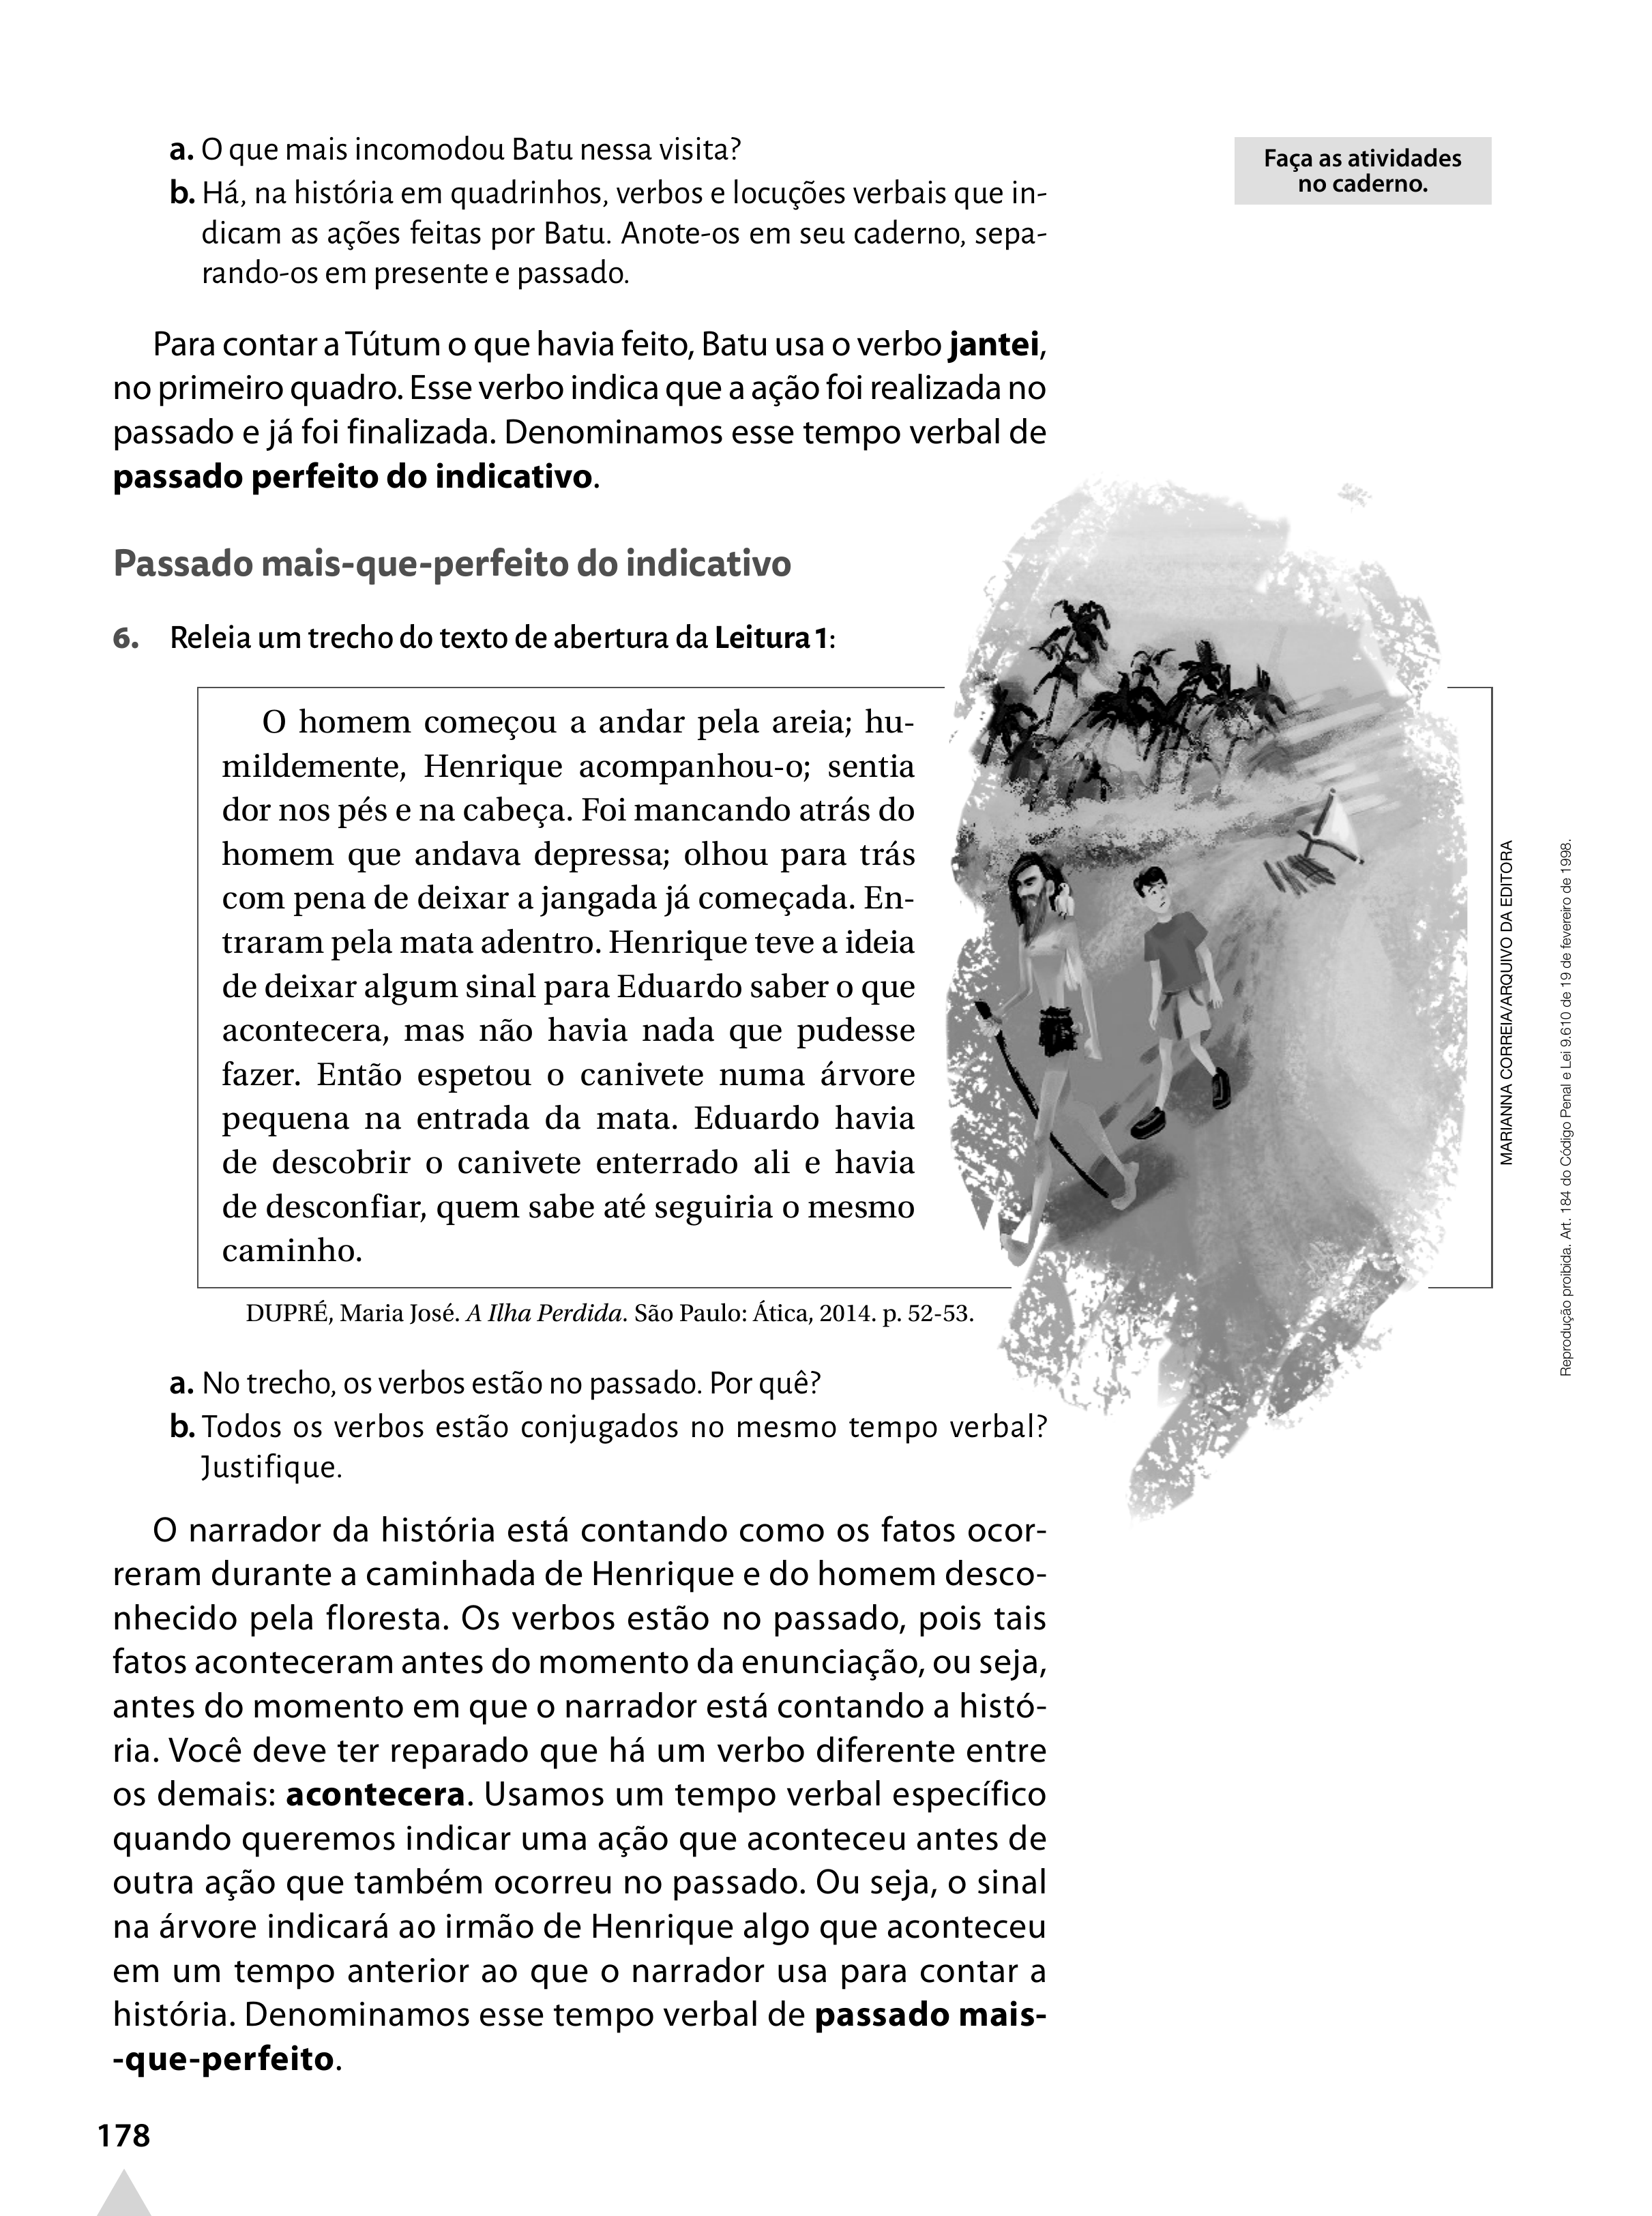 a. O que mais incomodou Batu nessa visita?
b. Há, na história em quadrinhos, verbos e locuções verbais que in-
dicam as ações feitas por Batu. Anote-os em seu caderno, sepa-
rando-os em presente e passado.
Faça as atividades
no caderno.
Para contar a Tútum o que havia feito, Batu usa o verbo jantei,
no primeiro quadro. Esse verbo indica que a ação foi realizada no
passado e já foi finalizada. Denominamos esse tempo verbal de
passado perfeito do indicativo.
Passado mais-que-perfeito do indicativo
6. Releia um trecho do texto de abertura da Leitura 1:
O homem começou a andar pela areia; hu-
mildemente, Henrique acompanhou-o; sentia
dor nos pés e na cabeça. Foi mancando atrás do
homem que andava depressa; olhou para trás
com pena de deixar a jangada já começada. En-
traram pela mata adentro. Henrique teve a ideia
de deixar algum sinal para Eduardo saber o que
acontecera, mas não havia nada que pudesse
fazer. Então espetou o canivete numa árvore
pequena na entrada da mata. Eduardo havia
de descobrir o canivete enterrado ali e havia
de desconfiar, quem sabe até seguiria o mesmo
caminho.
DUPRÉ, Maria José. A Ilha Perdida. São Paulo: Ática, 2014. p. 52-53.
MARIANNA CORREIA/ARQUIVO DA EDITORA
Reprodução proibida. Art. 184 do Código Penal e Lei 9.610 de 19 de fevereiro de 1998.
a. No trecho, os verbos estão no passado. Por quê?
b. Todos os verbos estão conjugados no mesmo tempo verbal?
Justifique.
O narrador da história está contando como os fatos ocor-
reram durante a caminhada de Henrique e do homem desco-
nhecido pela floresta. Os verbos estão no passado, pois tais
fatos aconteceram antes do momento da enunciação, ou seja,
antes do momento em que o narrador está contando a histó-
ria. Você deve ter reparado que há um verbo diferente entre
os demais: acontecera. Usamos um tempo verbal específico
quando queremos indicar uma ação que aconteceu antes de
outra ação que também ocorreu no passado. Ou seja, o sinal
na árvore indicará ao irmão de Henrique algo que aconteceu
em um tempo anterior ao que o narrador usa para contar a
história. Denominamos esse tempo verbal de passado mais-
-que-perfeito.
178